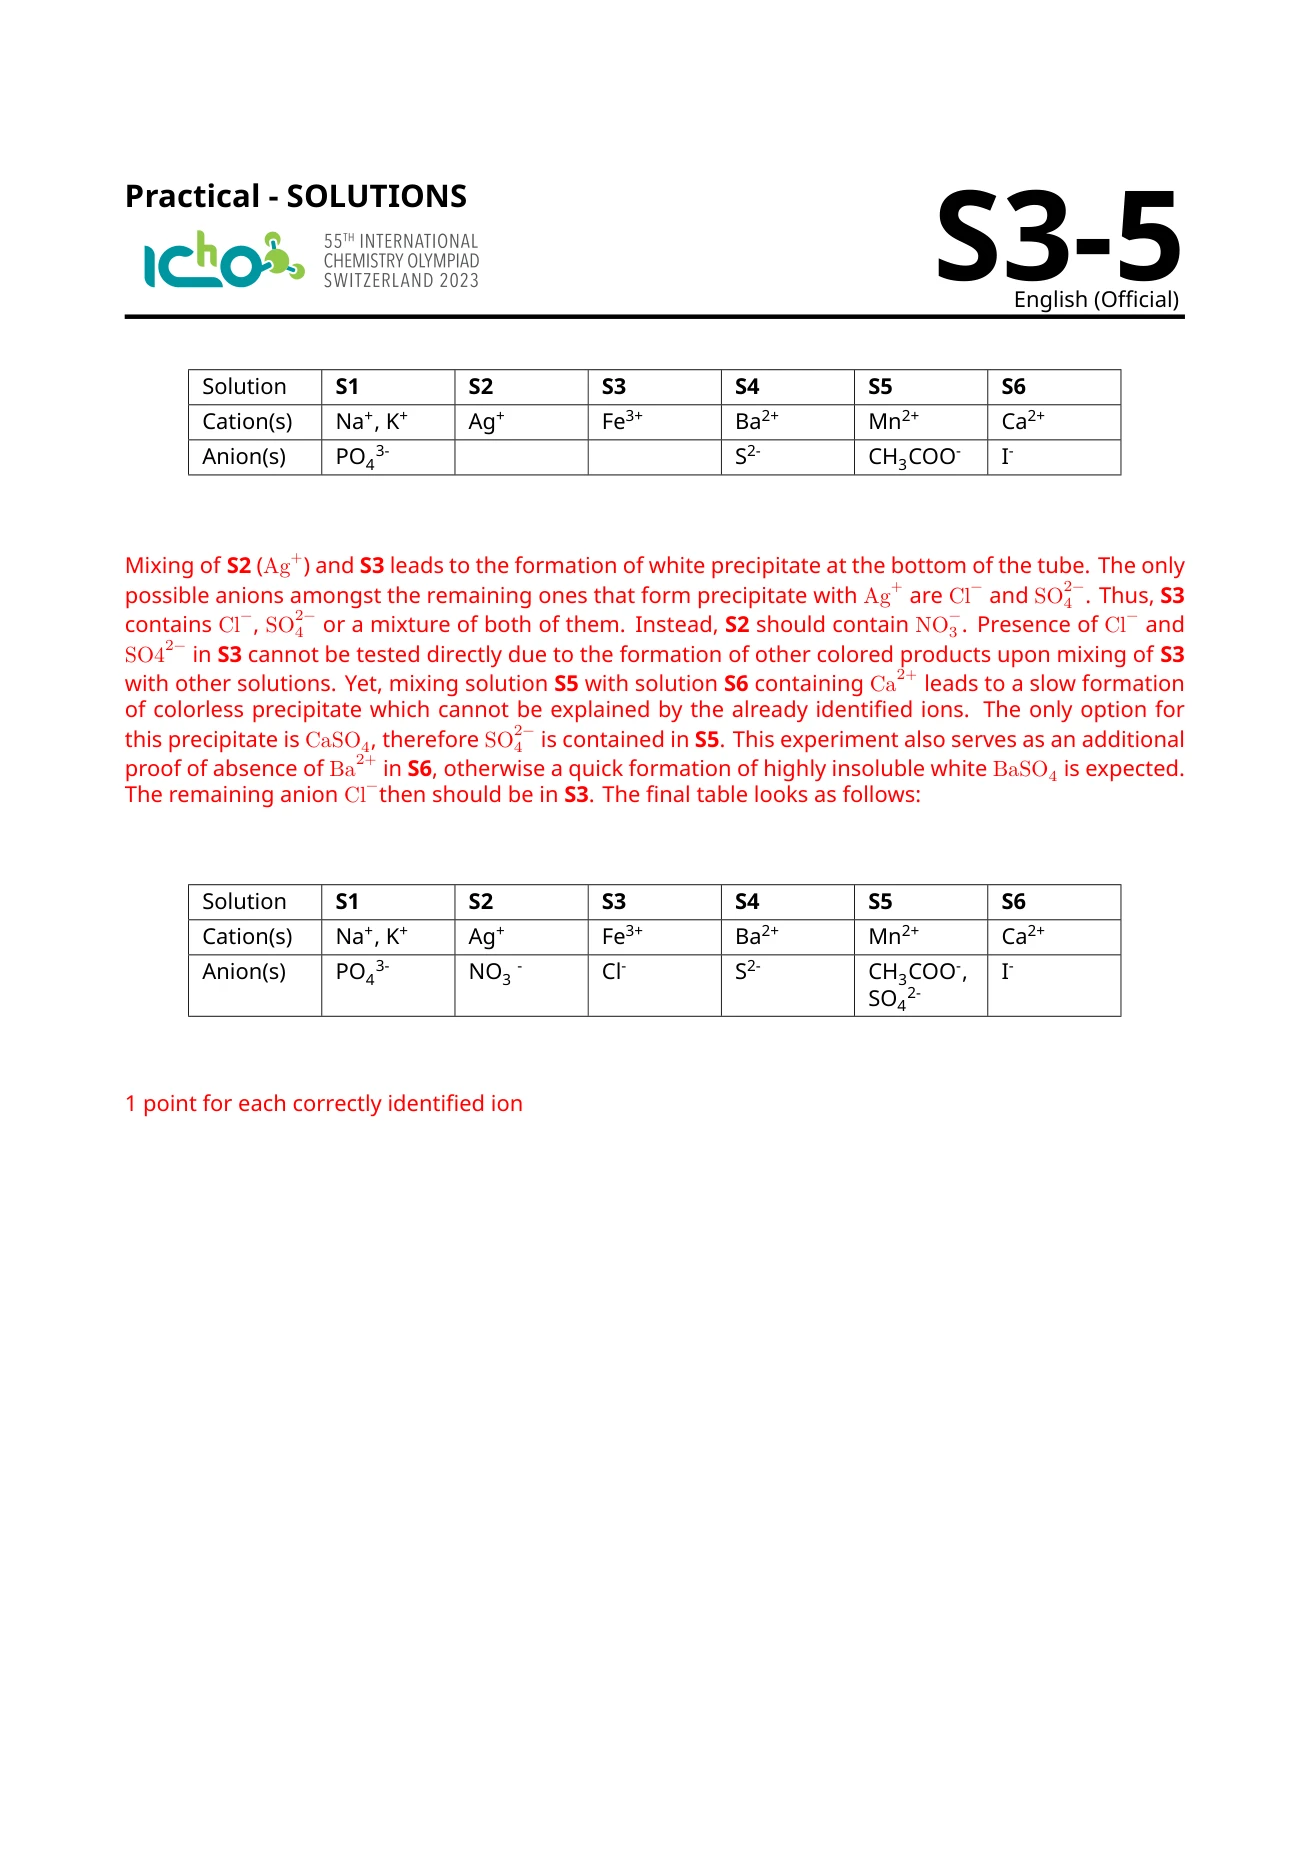 Practical - SOLUTIONS
S3-5
IChO
55TH INTERNATIONAL
CHEMISTRY OLYMPIAD
SWITZERLAND 2023
English (Official)
Solution S1 S2 S3 S4 S5 S6
Cation(s) Na⁺, K⁺ Ag⁺ Fe³⁺ Ba²⁺ Mn²⁺ Ca²⁺
Anion(s) PO₄³⁻ S²⁻ CH₃COO⁻ I⁻
Mixing of S2 (Ag⁺) and S3 leads to the formation of white precipitate at the bottom of the tube. The only
possible anions amongst the remaining ones that form precipitate with Ag⁺ are Cl⁻ and SO₄²⁻. Thus, S3
contains Cl⁻, SO₄²⁻ or a mixture of both of them. Instead, S2 should contain NO₃⁻. Presence of Cl⁻ and
SO4²⁻ in S3 cannot be tested directly due to the formation of other colored products upon mixing of S3
with other solutions. Yet, mixing solution S5 with solution S6 containing Ca²⁺ leads to a slow formation
of colorless precipitate which cannot be explained by the already identified ions. The only option for
this precipitate is CaSO₄, therefore SO₄²⁻ is contained in S5. This experiment also serves as an additional
proof of absence of Ba²⁺ in S6, otherwise a quick formation of highly insoluble white BaSO₄ is expected.
The remaining anion Cl⁻then should be in S3. The final table looks as follows:
Solution S1 S2 S3 S4 S5 S6
Cation(s) Na⁺, K⁺ Ag⁺ Fe³⁺ Ba²⁺ Mn²⁺ Ca²⁺
Anion(s) PO₄³⁻ NO₃ ⁻ Cl⁻ S²⁻ CH₃COO⁻, I⁻
SO₄²⁻
1 point for each correctly identified ion